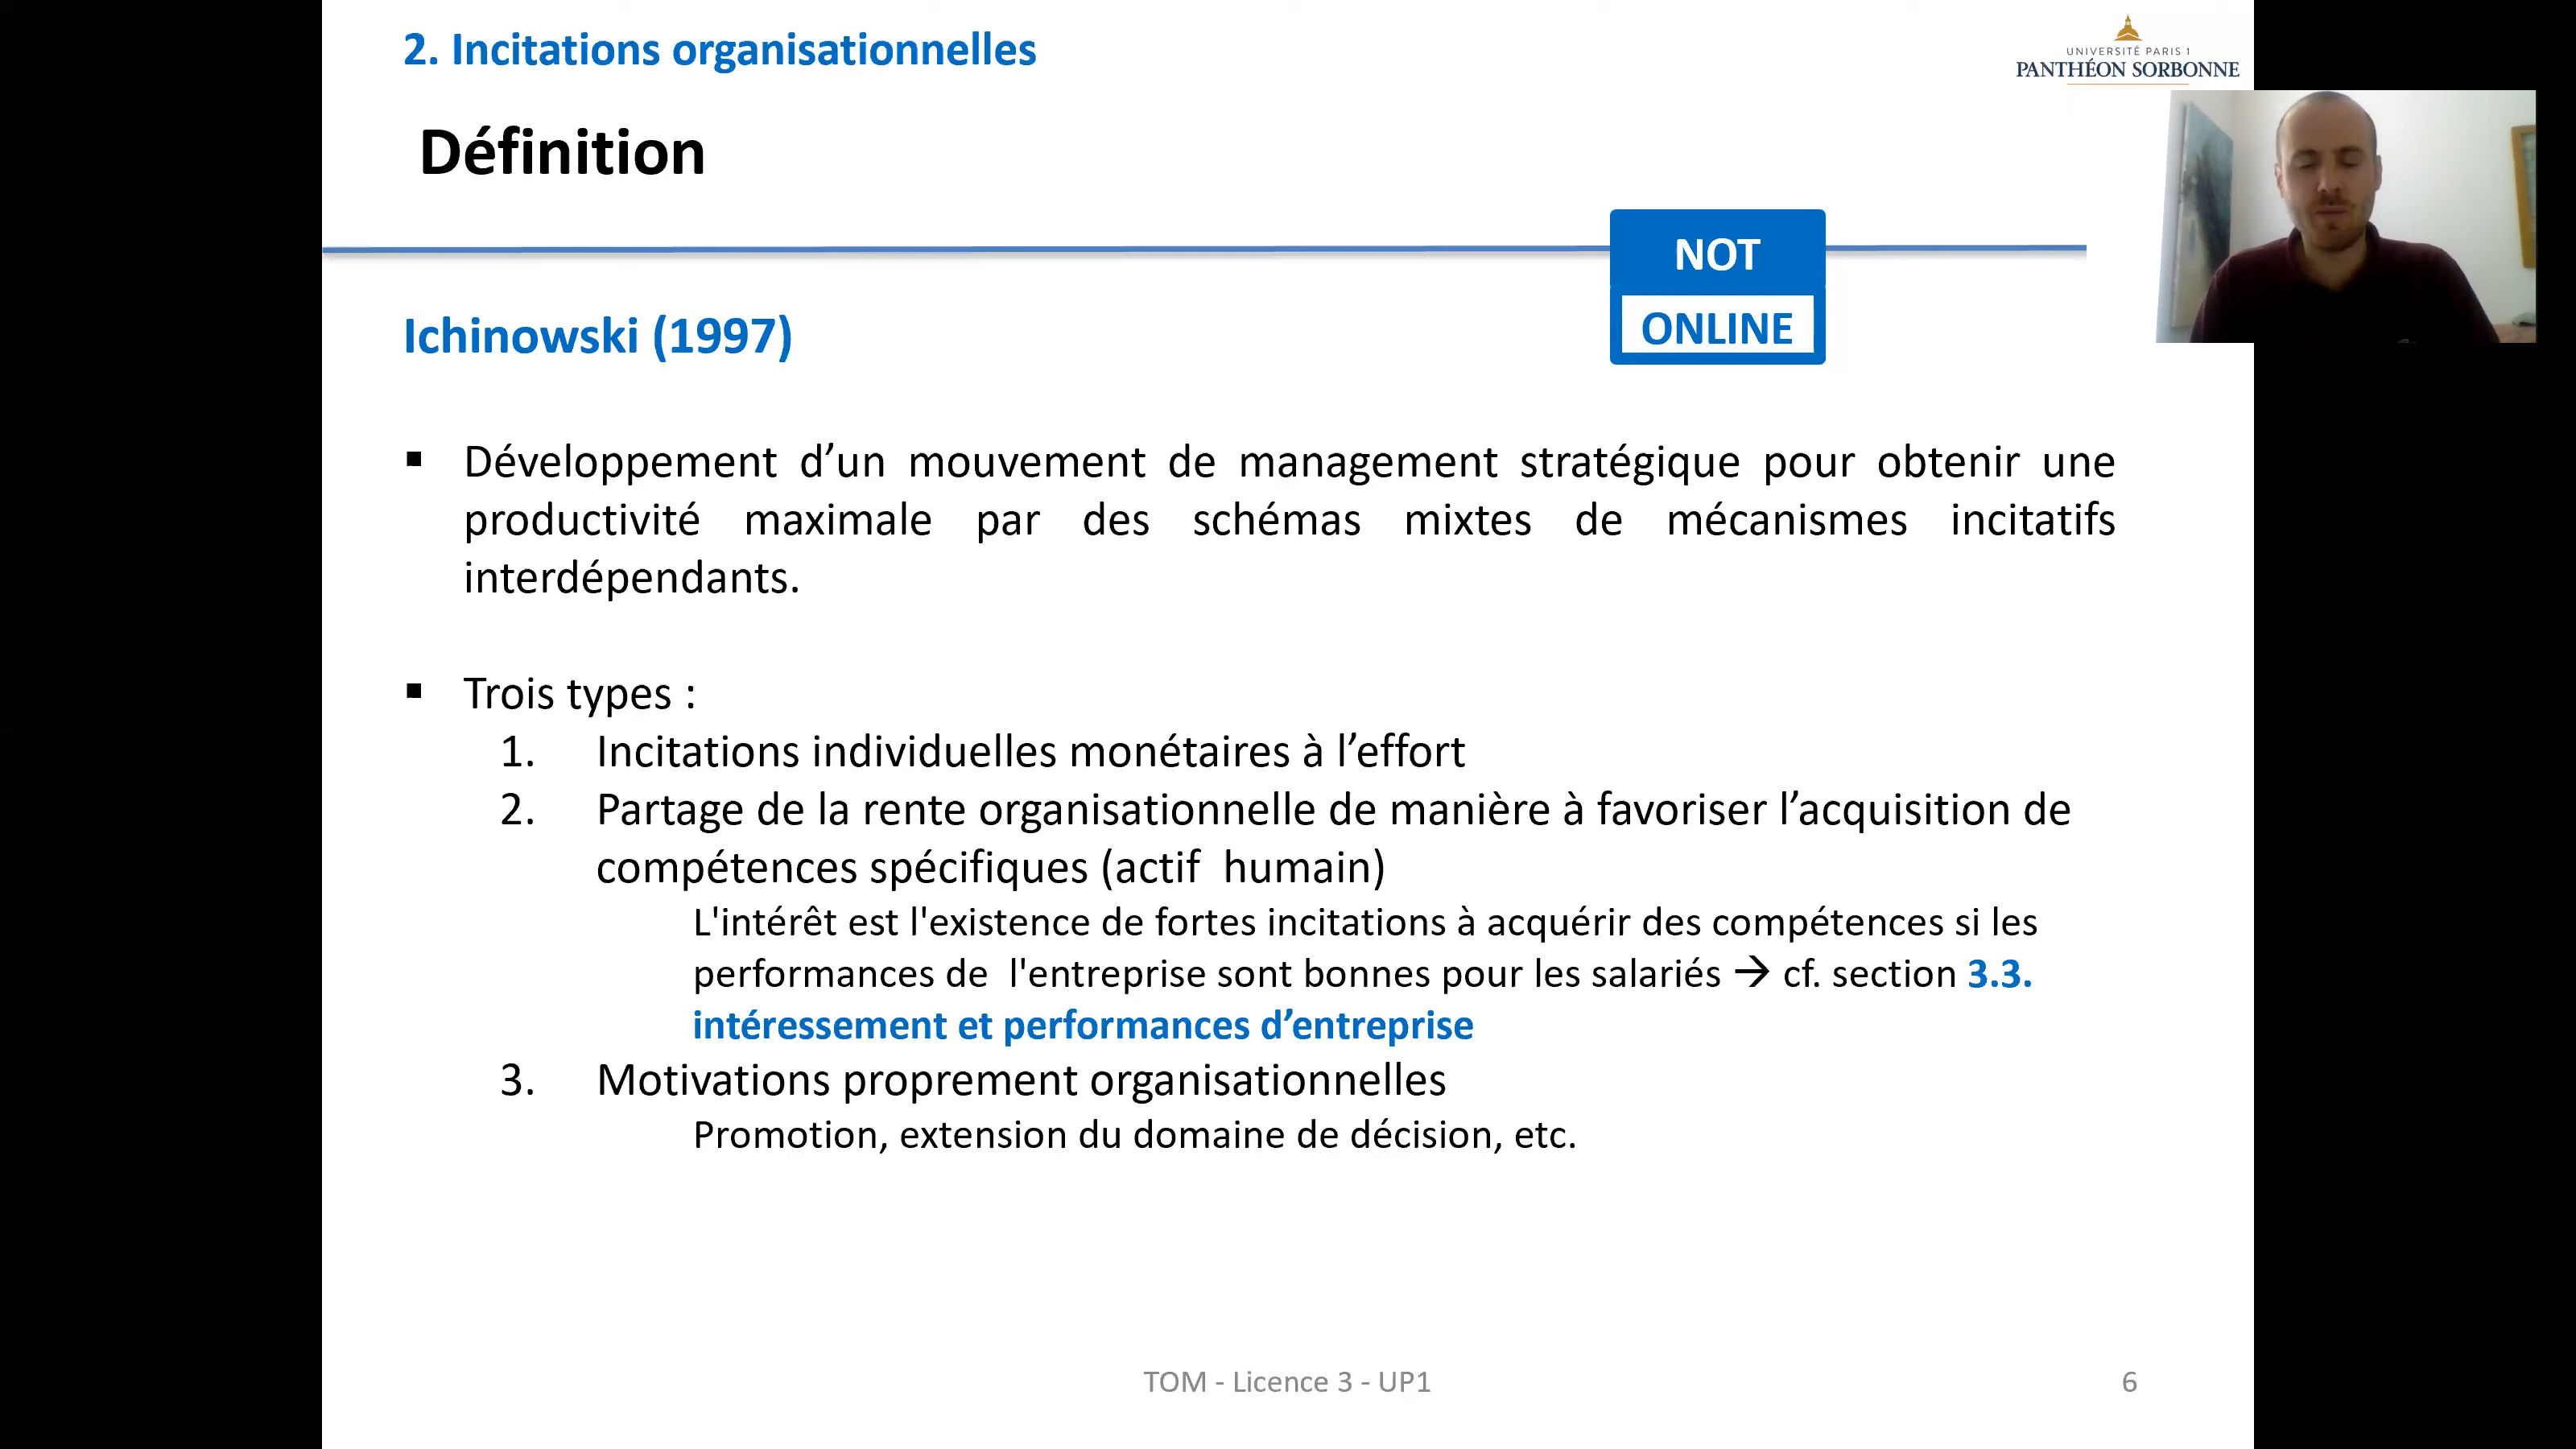 2. Incitations organisationnelles
UNIVERSITÉ PARIS 1
PANTHÉON SORBONNE
Définition
NOT
ONLINE
Ichinowski (1997)
▪ Développement d’un mouvement de management stratégique pour obtenir une
productivité maximale par des schémas mixtes de mécanismes incitatifs
interdépendants.
▪ Trois types :
1. Incitations individuelles monétaires à l’effort
2. Partage de la rente organisationnelle de manière à favoriser l’acquisition de
compétences spécifiques (actif humain)
L'intérêt est l'existence de fortes incitations à acquérir des compétences si les
performances de l'entreprise sont bonnes pour les salariés → cf. section 3.3.
intéressement et performances d’entreprise
3. Motivations proprement organisationnelles
Promotion, extension du domaine de décision, etc.
TOM - Licence 3 - UP1
6